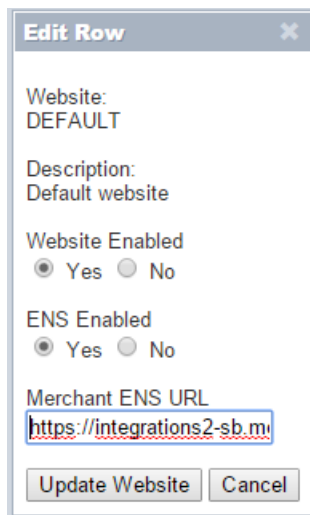 Edit Row
Website:
DEFAULT
Description:
Default website
Website Enabled
Yes No
ENS Enabled
Yes No
Merchant ENS URL
https://integrations2-sb.m
Update Website Cancel